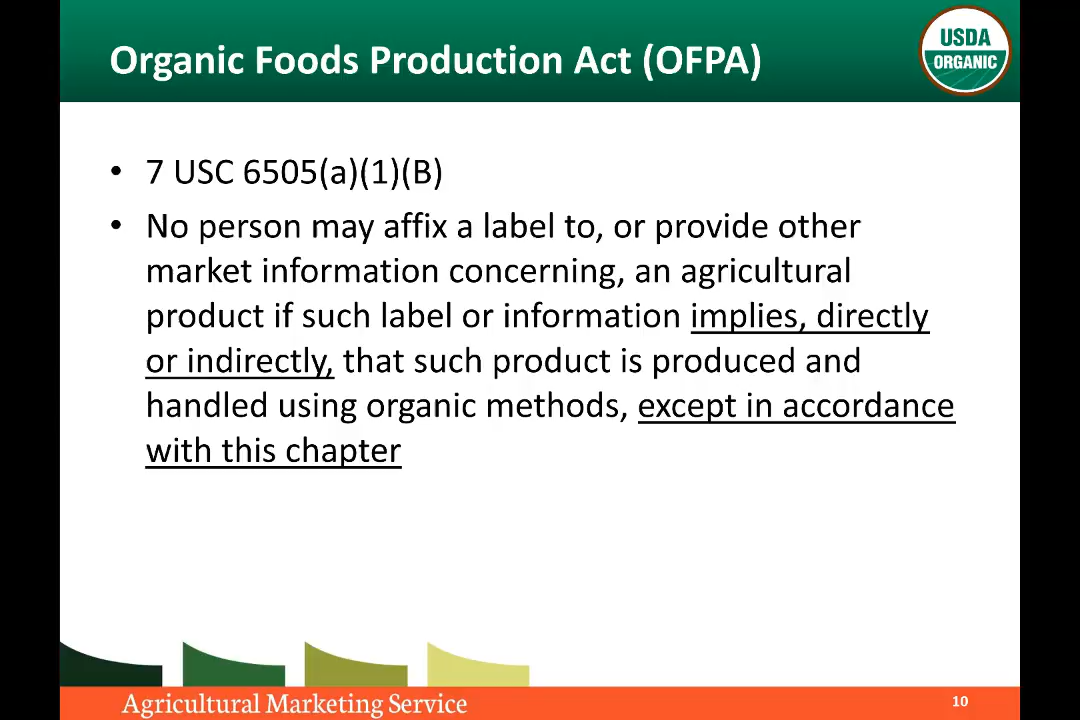 Organic Foods Production Act (OFPA)
USDA
ORGANIC
• 7 USC 6505(a)(1)(B)
• No person may affix a label to, or provide other
market information concerning, an agricultural
product if such label or information implies, directly
or indirectly, that such product is produced and
handled using organic methods, except in accordance
with this chapter
Agricultural Marketing Service
10